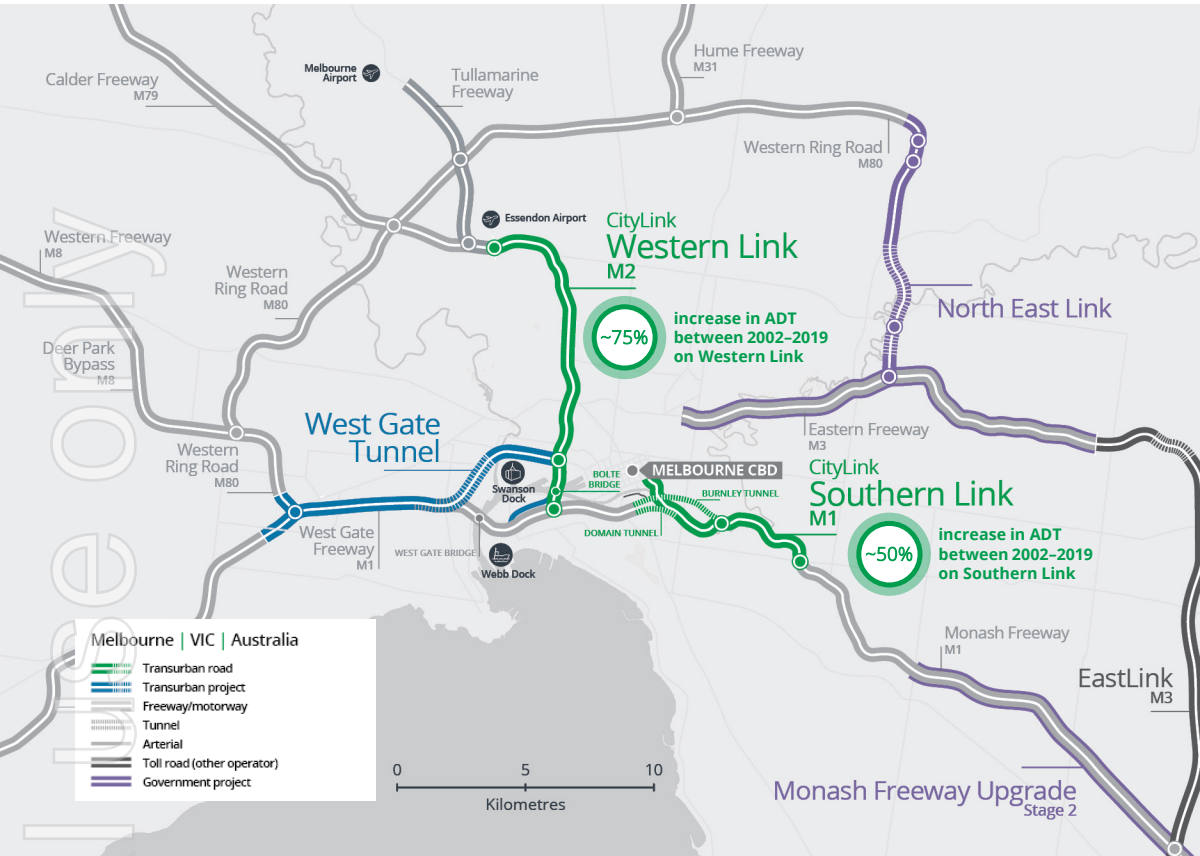 Hume Freeway
M31
Melbourne
Airport
Tullamarine
Freeway
Calder Freeway
M79
Western Ring Road
M80
Essendon Airport
CityLink
Western Link
M2
Western Freeway
M8
Western
Ring Road
M80
North East Link
~75%
increase in ADT
between 2002–2019
on Western Link
Deer Park
Bypass
M8
West Gate
Tunnel
Eastern Freeway
M3
Western
Ring Road
M80
BOLTE
BRIDGE
MELBOURNE CBD
CityLink
Southern Link
M1
Swanson
Dock
BURNLEY TUNNEL
DOMAIN TUNNEL
West Gate
Freeway
M1
WEST GATE BRIDGE
Webb Dock
~50%
increase in ADT
between 2002–2019
on Southern Link
Monash Freeway
M1
EastLink
M3
Melbourne | VIC | Australia
Transurban road
Transurban project
Freeway/motorway
Tunnel
Arterial
Toll road (other operator)
Government project
0 5 10
Kilometres
Monash Freeway Upgrade
Stage 2
l use only